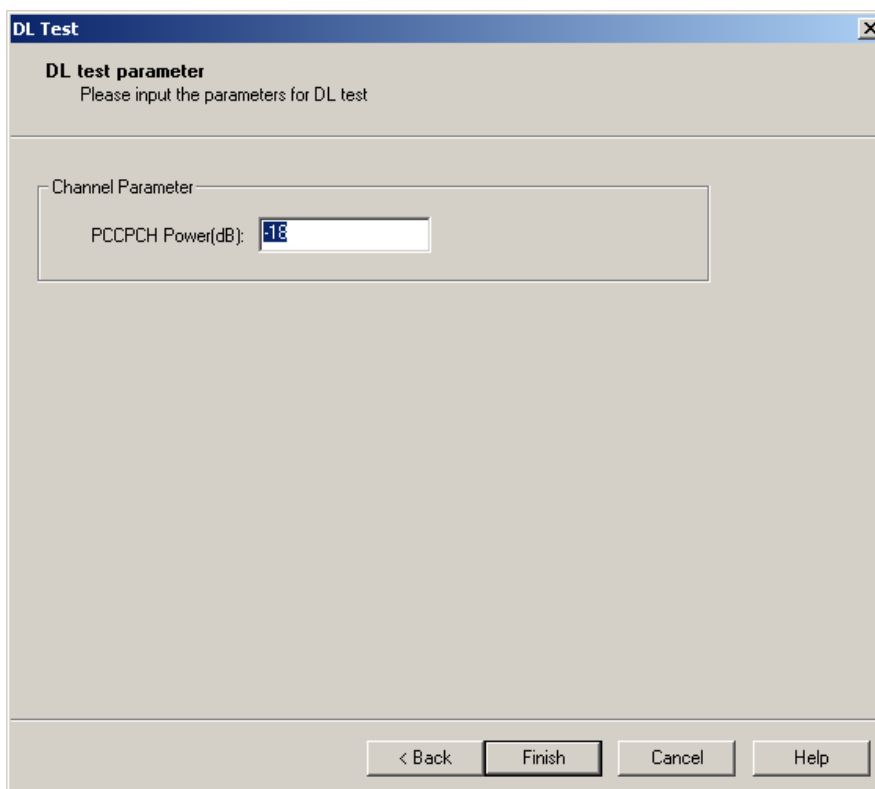 DL Test
DL test parameter
Please input the parameters for DL test
Channel Parameter
PCCPCH Power(dB): -18
< Back Finish Cancel Help